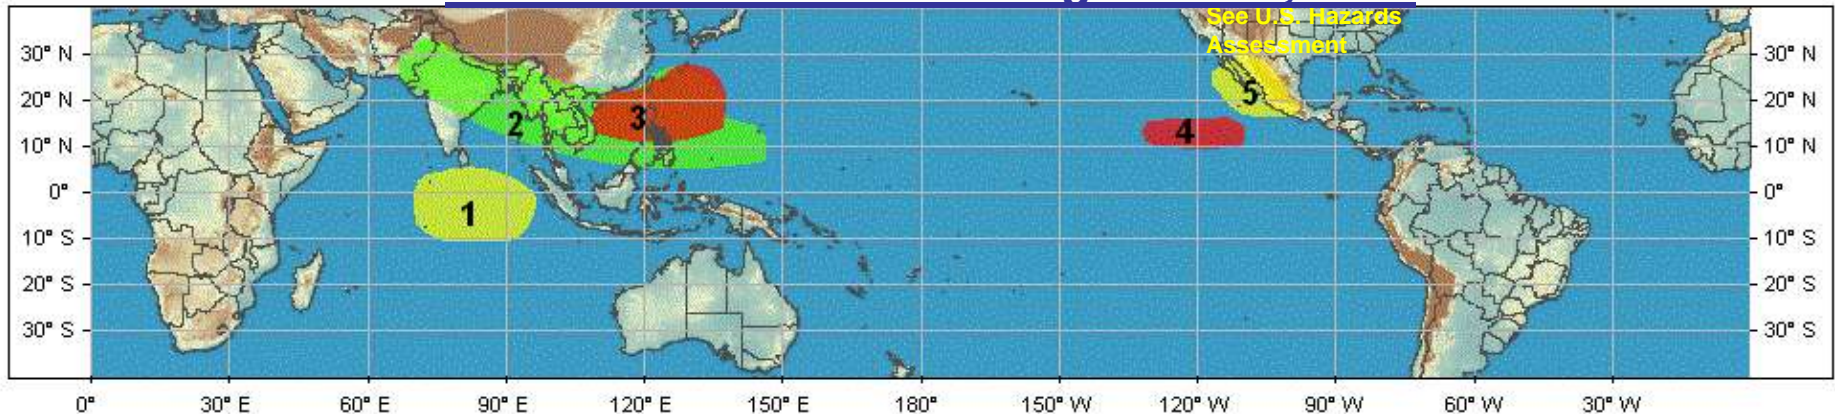 See U.S. Hazards
Assessment
30° N 30° N
5
20° N 20° N
3
2 4
10° N 10° N
0° 0°
1
10° S 10° S
20° S 20° S
30° S 30° S
0° 30° E 60° E 90° E 120° E 150° E 180° 150° W 120° W 90° W 60° W 30° W